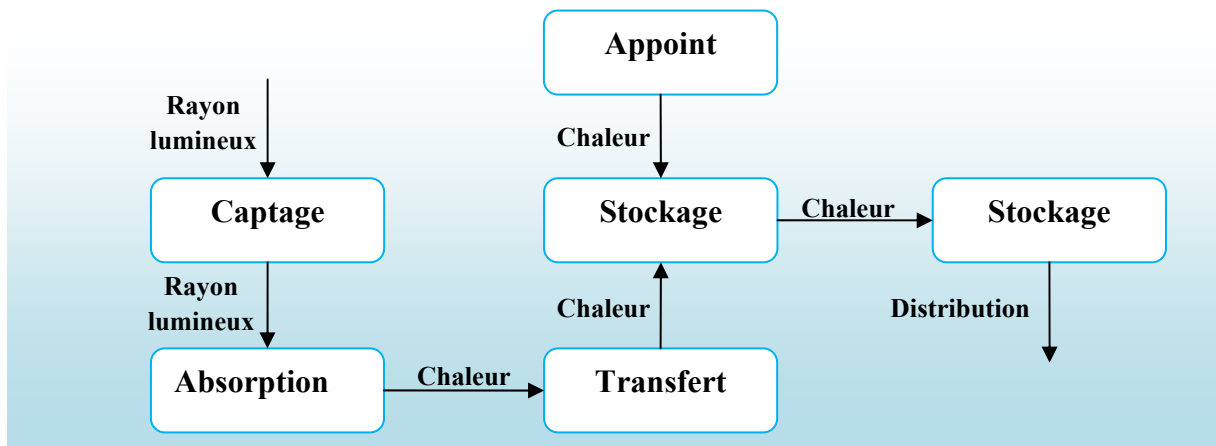 Appoint
Rayon
lumineux
Chaleur
Captage
Stockage
Chaleur
Stockage
Rayon
lumineux
Chaleur
Distribution
Absorption
Chaleur
Transfert